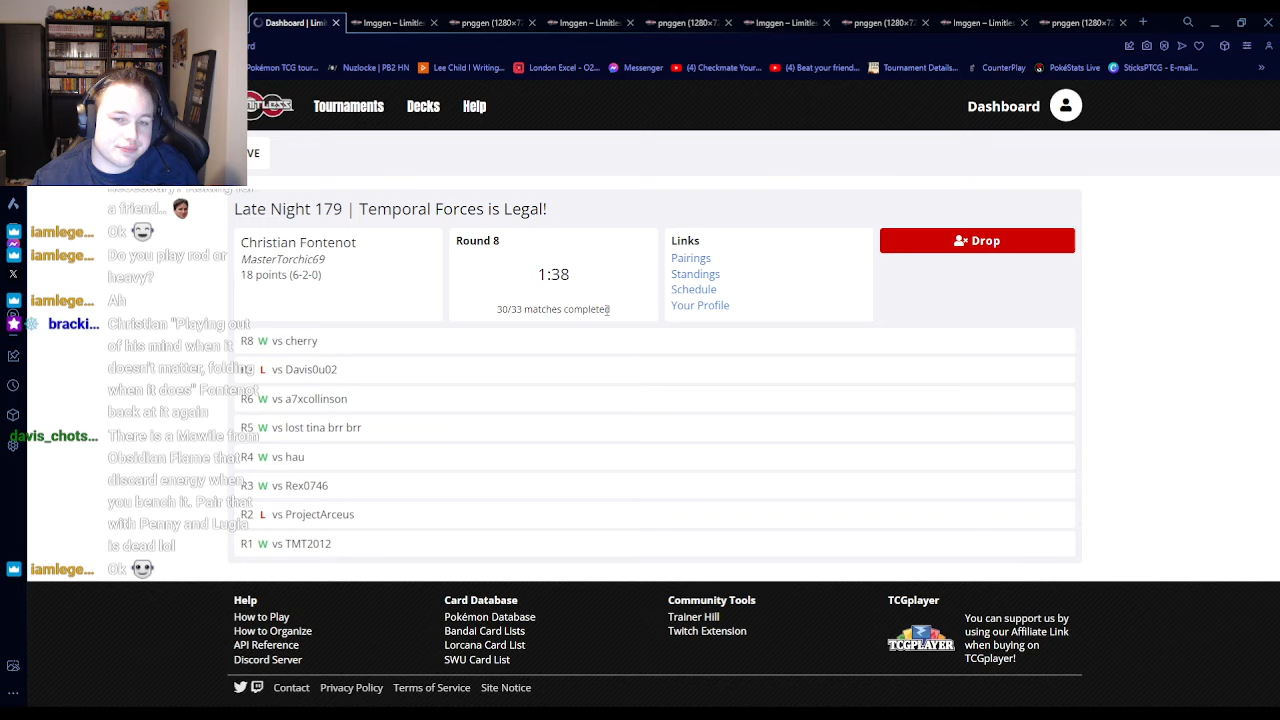 Dashboard | Lim
Imggen – Limitles
pnggen (1280×7
Imggen – Limitles
pnggen (1280×72
Imggen – Limitles
pnggen (1280×72
Imggen – Limitles
pnggen (1280×72
Pokémon TCG tour...
Nuzlocke | PB2 HN
Lee Child | Writing...
London Excel - O2...
Messenger
(4) Checkmate Your...
(4) Beat your friend...
Tournament Details...
CounterPlay
PokéStats Live
SticksPTCG - E-mail...
Tournaments
Decks
Help
Dashboard
VE
a friend..
iamlege... Ok
iamlege... Do you play rod or
heavy?
iamlege... Ah
bracki... Christian "Playing out
of his mind when it
doesn't matter, folding
when it does" Fontenot
back at it again
davis_chots... There is a Mawile from
Obsidian Flame that
discard energy when
you bench it. Pair that
with Penny and Lugia
is dead lol
iamlege... Ok
Late Night 179 | Temporal Forces is Legal!
Christian Fontenot
MasterTorchic69
18 points (6-2-0)
Round 8
1:38
30/33 matches completed
Links
Pairings
Standings
Schedule
Your Profile
Drop
R8 W vs cherry
L vs Davis0u02
R6 W vs a7xcollinson
R5 W vs lost tina brr brr
R4 W vs hau
R3 W vs Rex0746
R2 L vs ProjectArceus
R1 W vs TMT2012
Help
How to Play
How to Organize
API Reference
Discord Server
Card Database
Pokémon Database
Bandai Card Lists
Lorcana Card List
SWU Card List
Community Tools
Trainer Hill
Twitch Extension
TCGplayer
TCGPLAYER
You can support us by
using our Affiliate Link
when buying on
TCGplayer!
Contact
Privacy Policy
Terms of Service
Site Notice